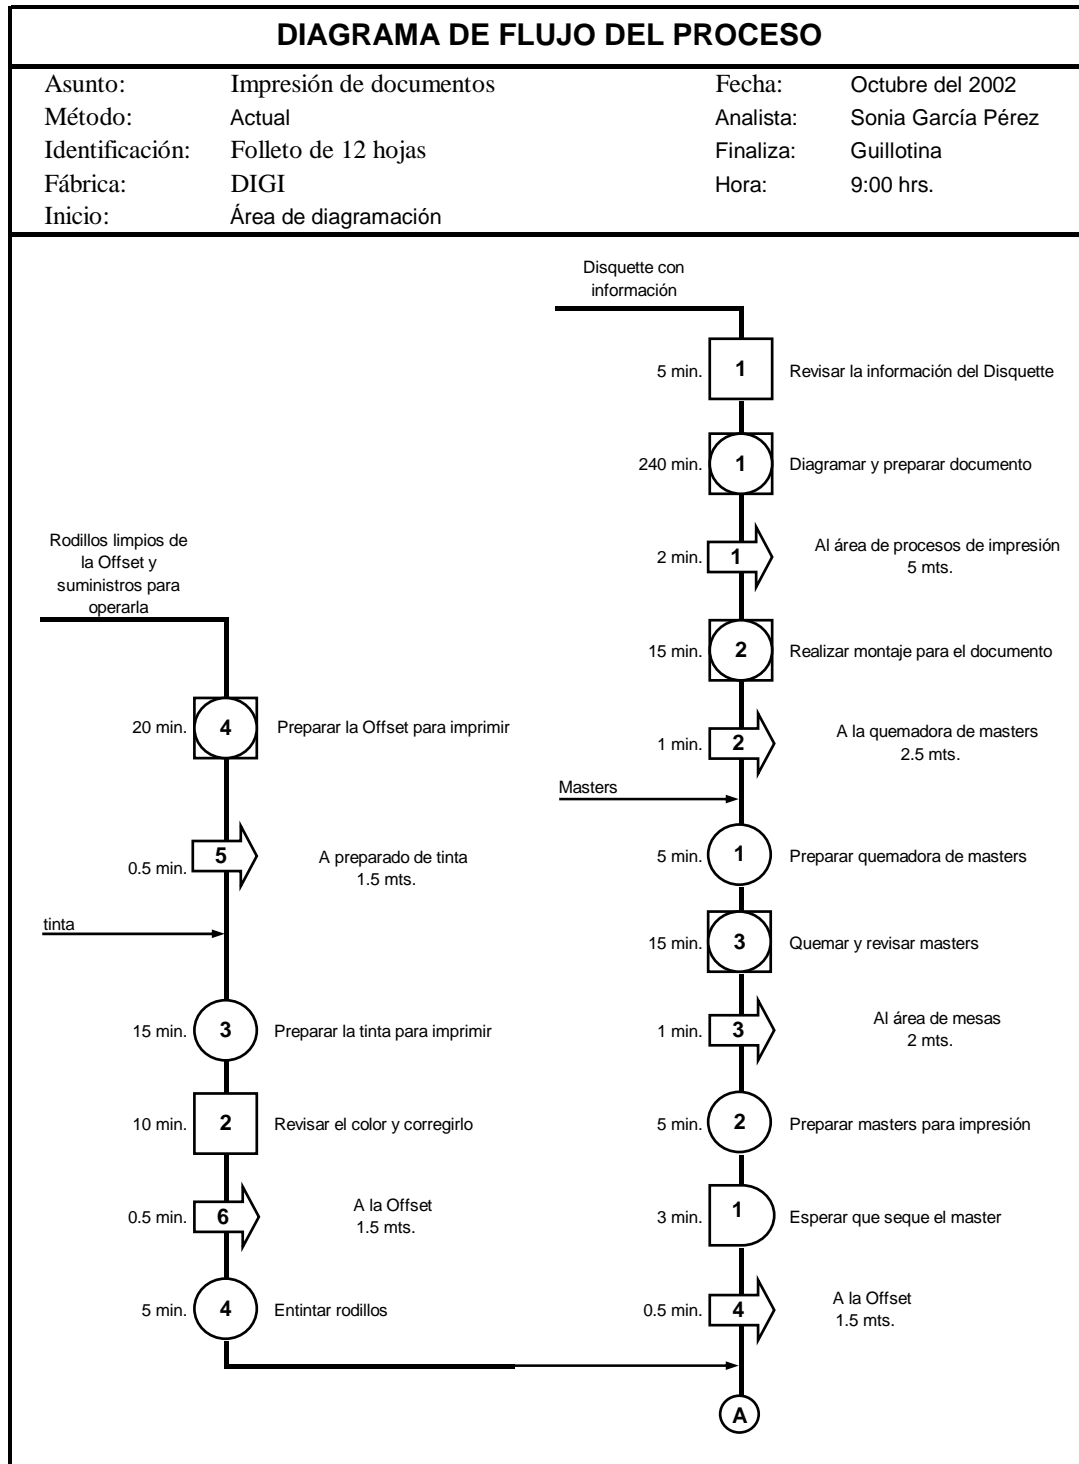 DIAGRAMA DE FLUJO DEL PROCESO
Asunto: Impresión de documentos
Método: Actual
Identificación: Folleto de 12 hojas
Fábrica: DIGI
Inicio: Área de diagramación
Fecha: Octubre del 2002
Analista: Sonia García Pérez
Finaliza: Guillotina
Hora: 9:00 hrs.
Rodillos limpios de
la Offset y
suministros para
operarla
20 min. 4 Preparar la Offset para imprimir
0.5 min. 5 A preparado de tinta
1.5 mts.
tinta
15 min. 3 Preparar la tinta para imprimir
10 min. 2 Revisar el color y corregirlo
0.5 min. 6 A la Offset
1.5 mts.
5 min. 4 Entintar rodillos
Disquette con
información
5 min. 1 Revisar la información del Disquette
240 min. 1 Diagramar y preparar documento
2 min. 1 Al área de procesos de impresión
5 mts.
15 min. 2 Realizar montaje para el documento
1 min. 2 A la quemadora de masters
2.5 mts.
Masters
5 min. 1 Preparar quemadora de masters
15 min. 3 Quemar y revisar masters
1 min. 3 Al área de mesas
2 mts.
5 min. 2 Preparar masters para impresión
3 min. 1 Esperar que seque el master
0.5 min. 4 A la Offset
1.5 mts.
A